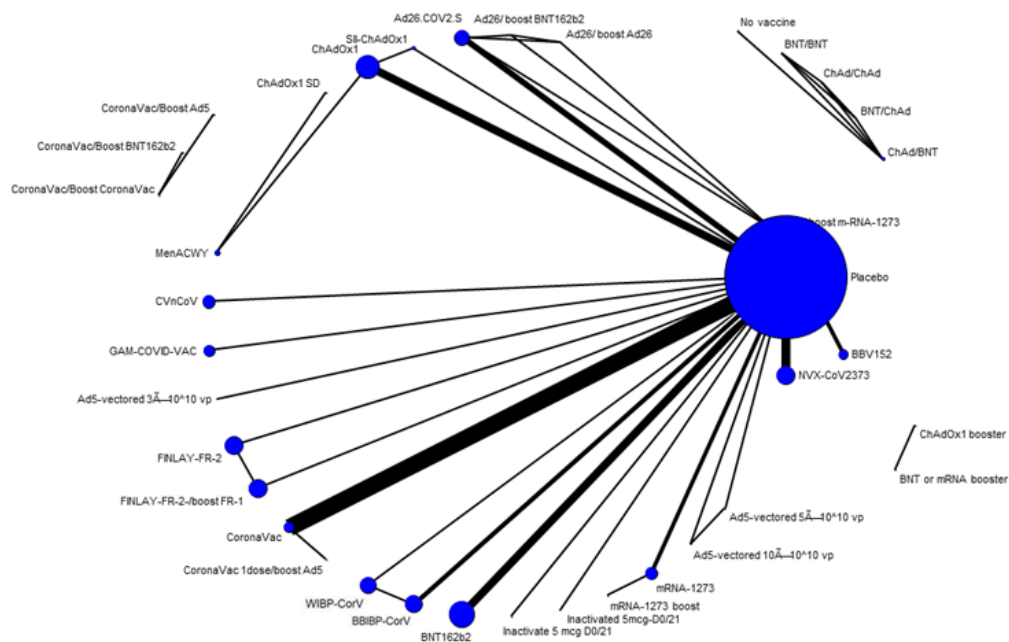 Ad26.COV2.S
Ad26/ boost BNT162b2
Ad26/ boost Ad26
No vaccine
SII-ChAdOx1
ChAdOx1
BNT/BNT
ChAd/ChAd
BNT/ChAd
ChAd/BNT
ChAdOx1 SD
CoronaVac/Boost Ad5
CoronaVac/Boost BNT162b2
CoronaVac/Boost CoronaVac
boost m-RNA-1273
MenACWY
Placebo
CVnCoV
GAM-COVID-VAC
BBV152
NVX-CoV2373
Ad5-vectored 3Ã—10^10 vp
ChAdOx1 booster
FINLAY-FR-2
BNT or mRNA booster
FINLAY-FR-2-/boost FR-1
Ad5-vectored 5Ã—10^10 vp
CoronaVac
Ad5-vectored 10Ã—10^10 vp
CoronaVac 1dose/boost Ad5
mRNA-1273
WIBP-CorV
mRNA-1273 boost
BBIBP-CorV
Inactivated 5mcg-D0/21
Inactivate 5 mcg D0/21
BNT162b2